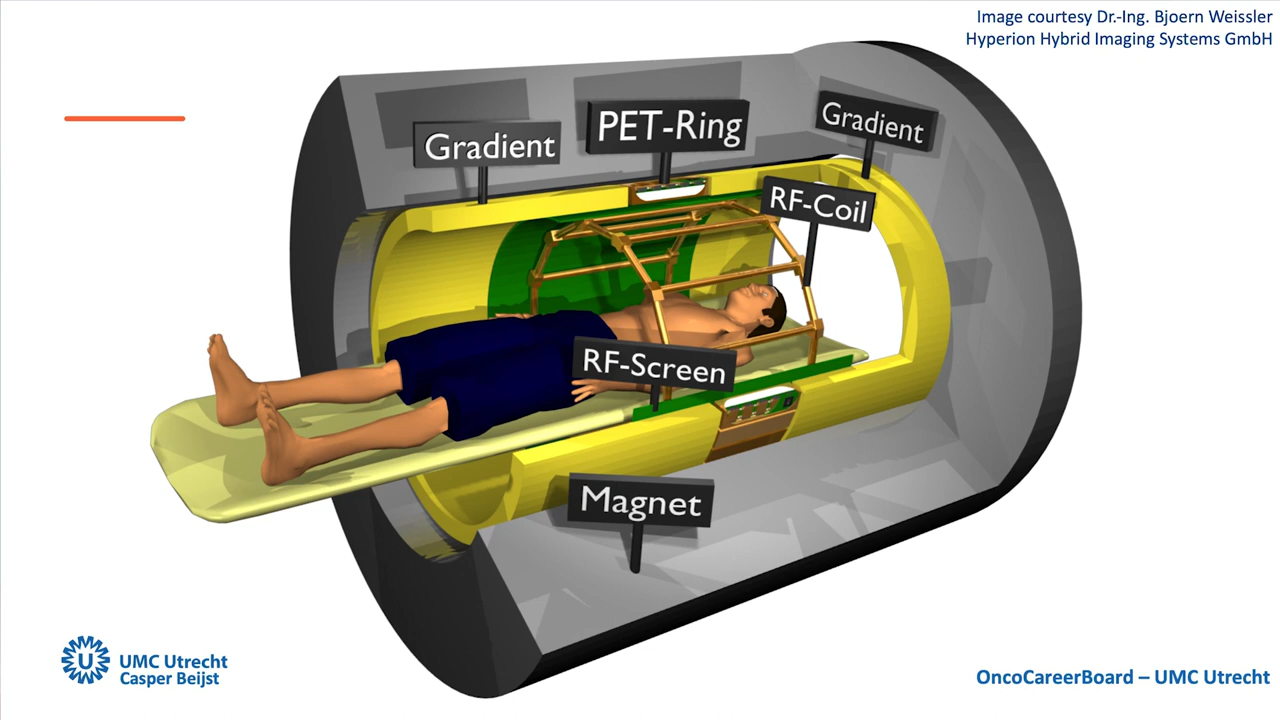 Image courtesy Dr.-Ing. Bjoern Weissler
Hyperion Hybrid Imaging Systems GmbH
Gradient
PET-Ring
Gradient
RF-Coil
RF-Screen
Magnet
U
UMC Utrecht
Casper Beijst
OncoCareerBoard – UMC Utrecht